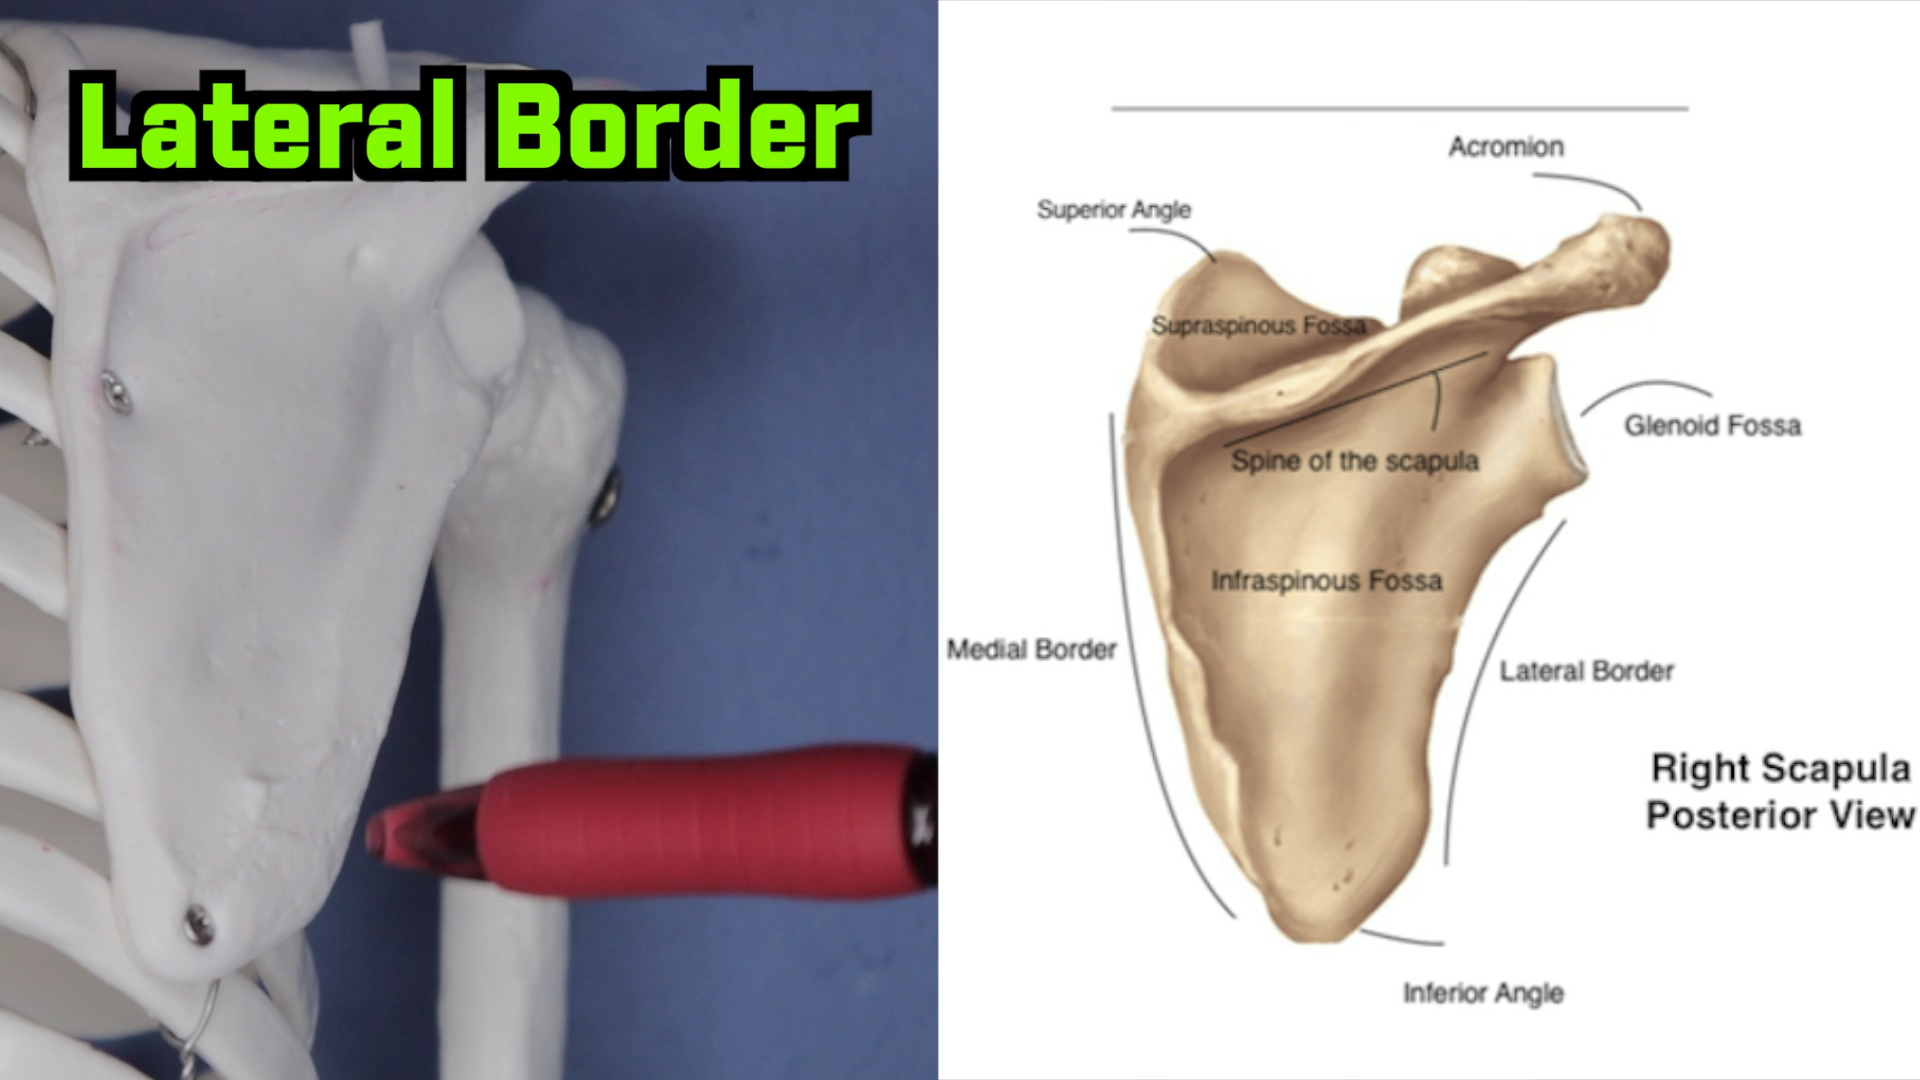 Lateral Border
Acromion
Superior Angle
Supraspinous Fossa
Glenoid Fossa
Spine of the scapula
Infraspinous Fossa
Medial Border
Lateral Border
Right Scapula
Posterior View
Inferior Angle